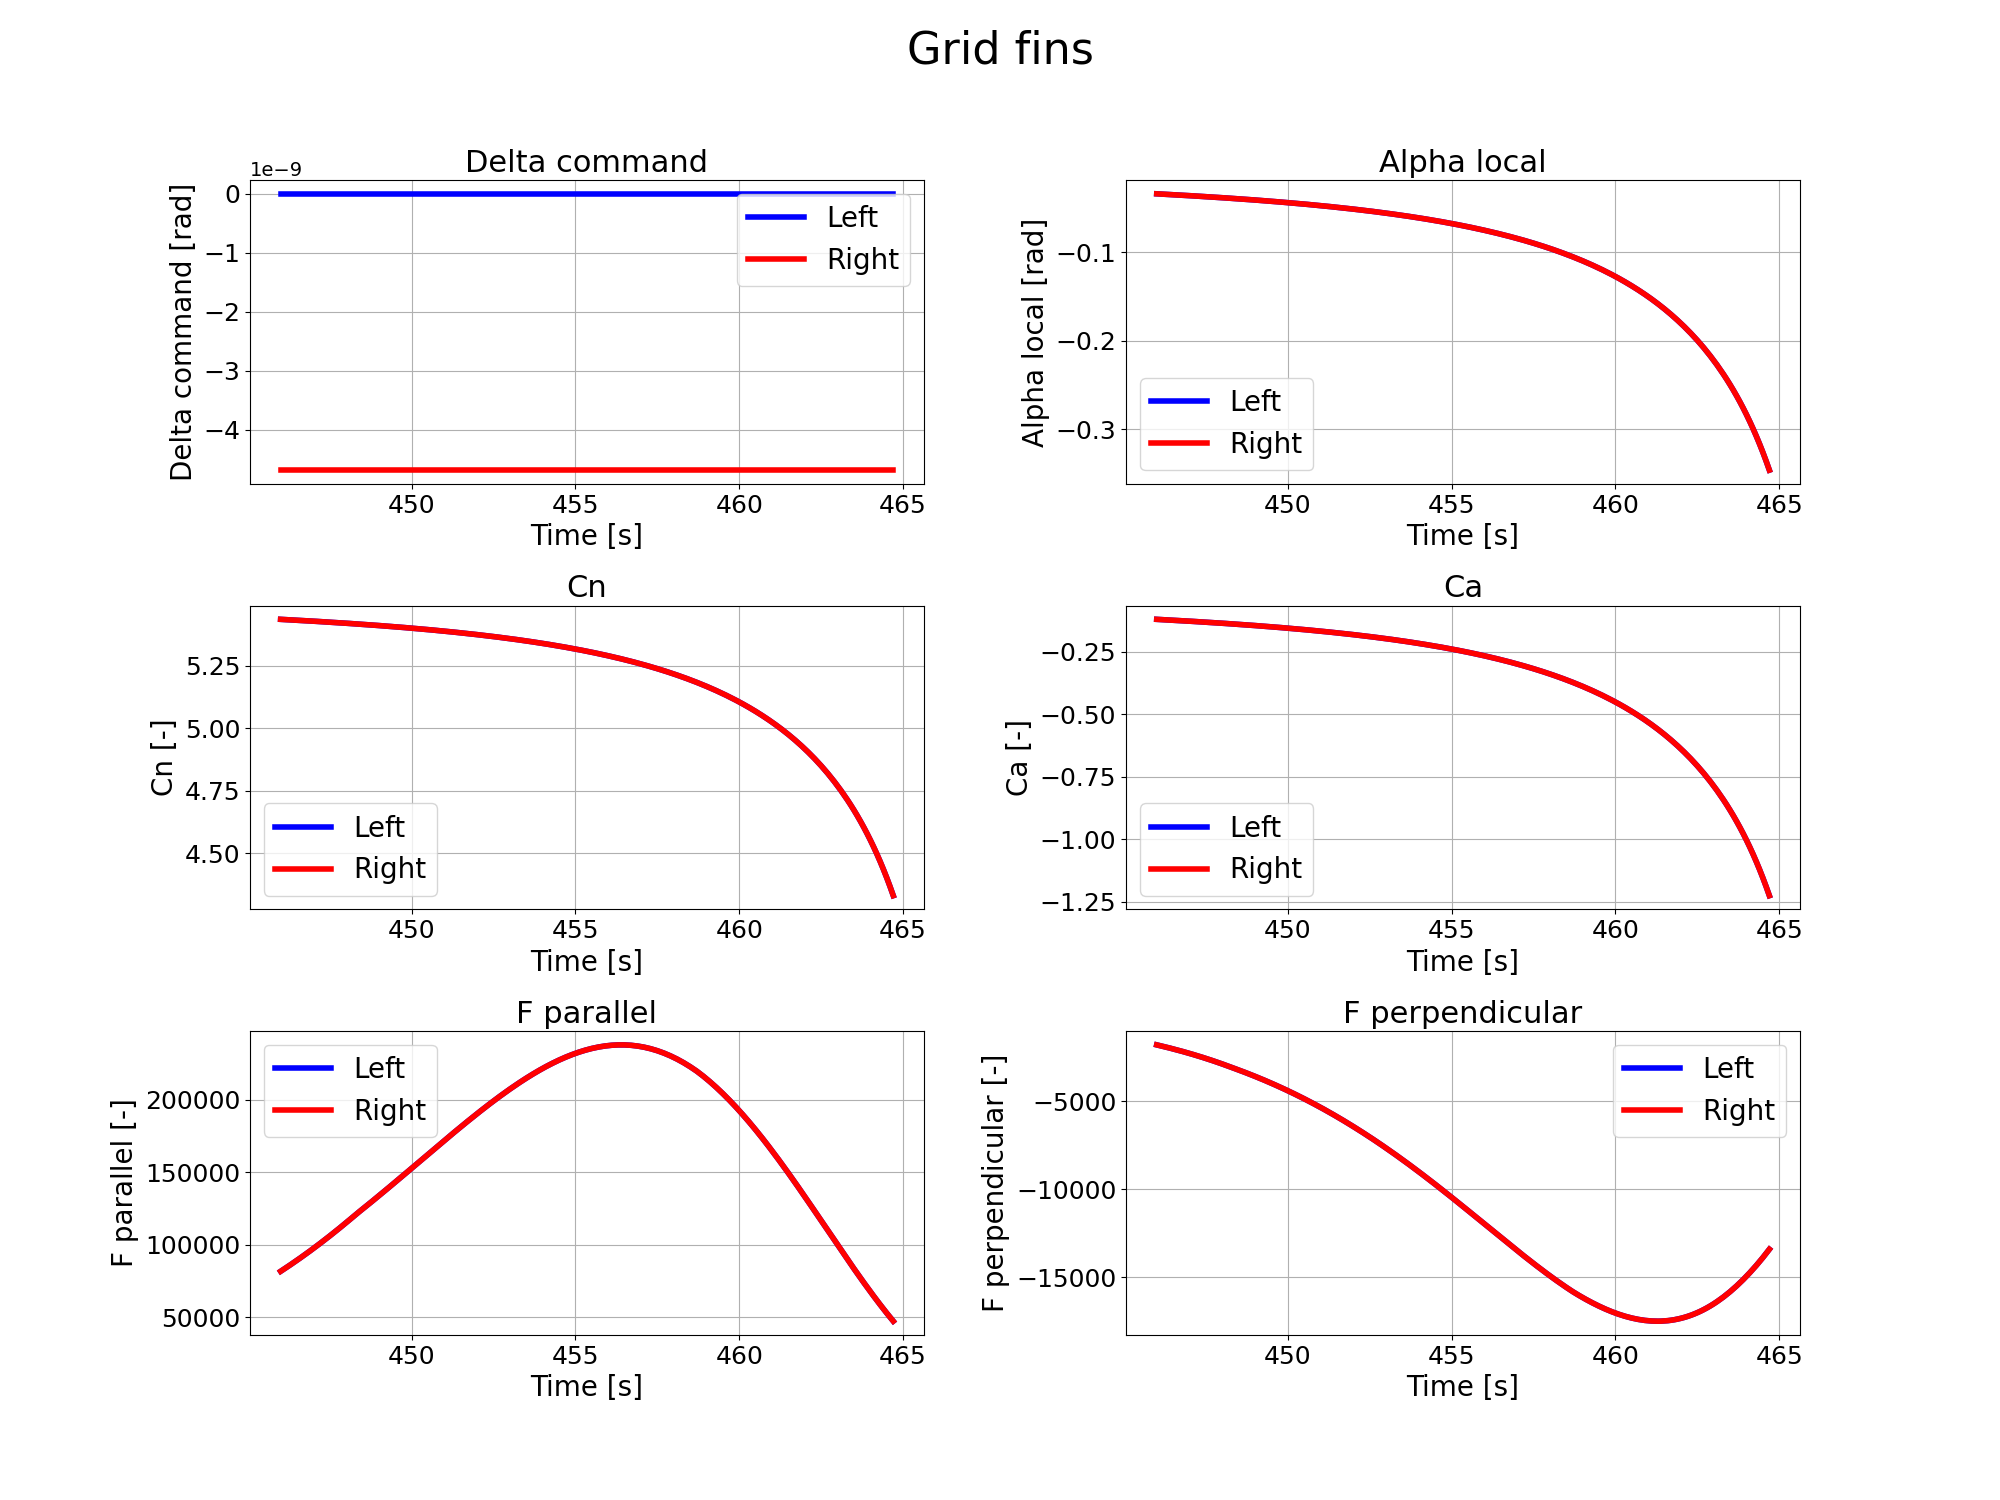 Grid fins
Delta command
1e−9
Delta command [rad]
0
−1
−2
−3
−4
Left
Right
450 455 460 465
Time [s]
Alpha local
Alpha local [rad]
−0.1
−0.2
−0.3
Left
Right
450 455 460 465
Time [s]
Cn
Cn [-]
5.25
5.00
4.75
4.50
Left
Right
450 455 460 465
Time [s]
Ca
Ca [-]
−0.25
−0.50
−0.75
−1.00
−1.25
Left
Right
450 455 460 465
Time [s]
F parallel
F parallel [-]
200000
150000
100000
50000
Left
Right
450 455 460 465
Time [s]
F perpendicular
F perpendicular [-]
−5000
−10000
−15000
Left
Right
450 455 460 465
Time [s]